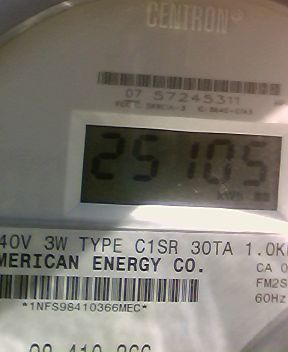 CENTRON
07 57245311
25105
40V 3W TYPE C1SR 30TA 1.0K
MERICAN ENERGY CO.
CA 0
FM2S
*1NFS98410366MEC*
60Hz